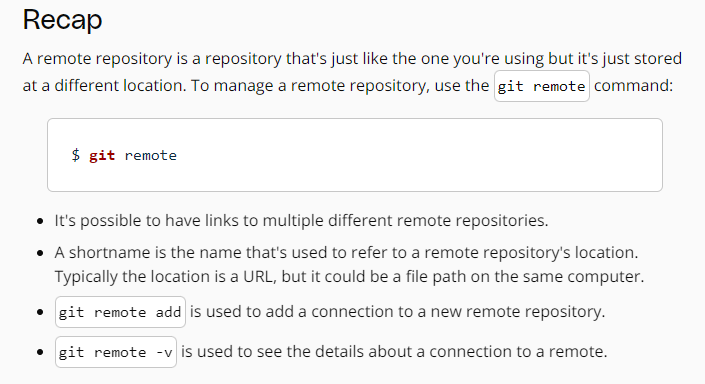 Recap
A remote repository is a repository that's just like the one you're using but it's just stored
at a different location. To manage a remote repository, use the git remote command:
$ git remote
• It's possible to have links to multiple different remote repositories.
• A shortname is the name that's used to refer to a remote repository's location.
Typically the location is a URL, but it could be a file path on the same computer.
• git remote add is used to add a connection to a new remote repository.
• git remote -v is used to see the details about a connection to a remote.